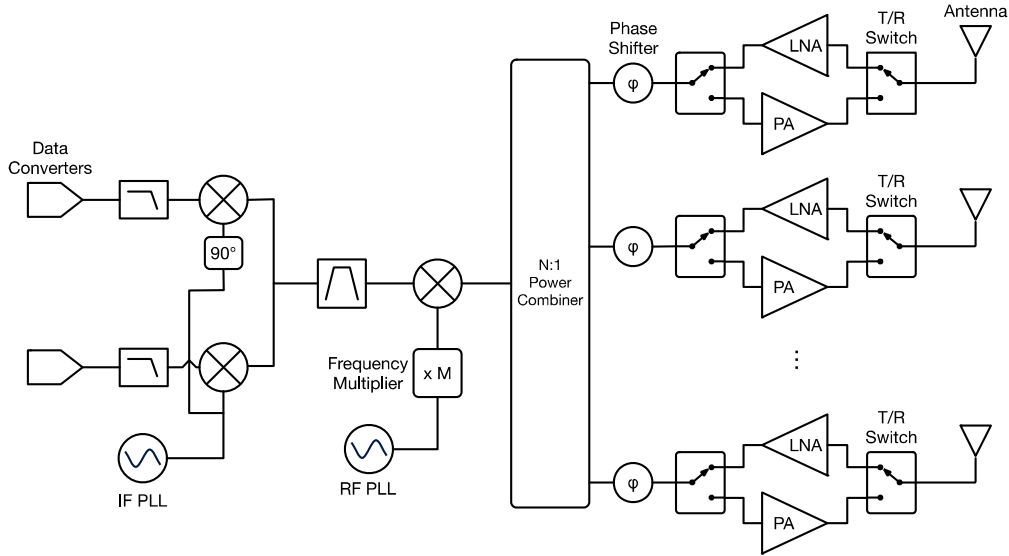 Antenna
T/R
Switch
Phase
Shifter
LNA
φ
PA
Data
Converters
T/R
Switch
LNA
90°
φ
N:1
Power
Combiner
PA
Frequency
Multiplier
x M
T/R
Switch
LNA
IF PLL
RF PLL
φ
PA